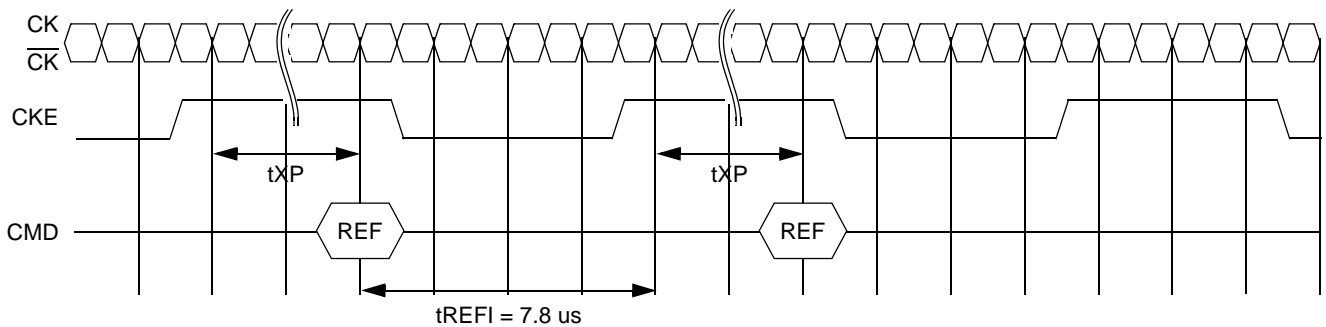 CK
CK
CKE
tXP
tXP
CMD
REF
REF
tREFI = 7.8 us